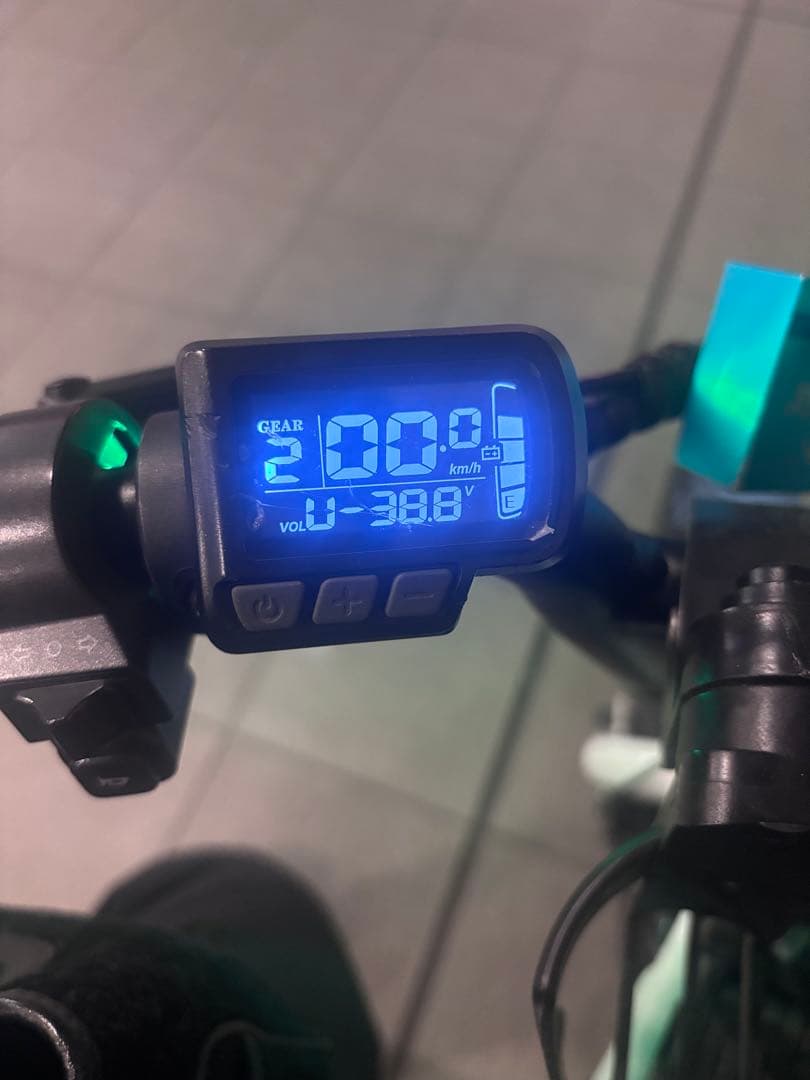 GEAR
2 00.0
km/h
VOL U-38.8 V
E